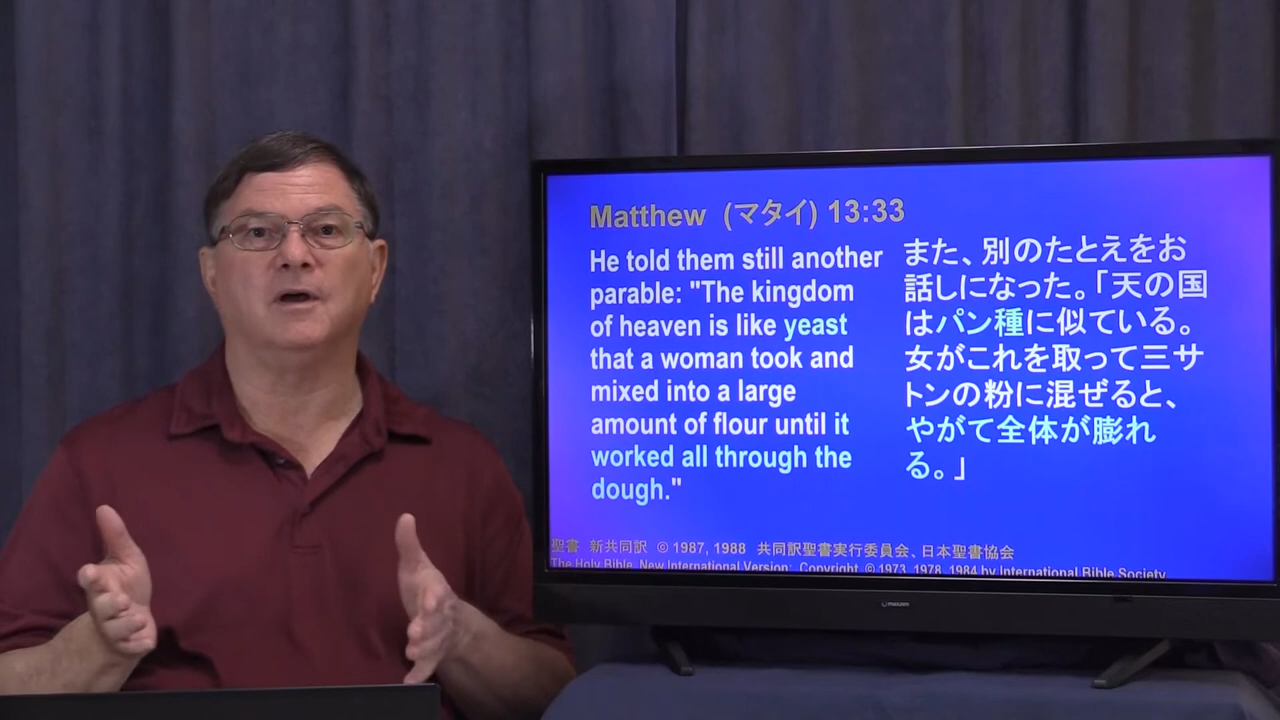 Matthew (マタイ) 13:33
He told them still another
parable: "The kingdom
of heaven is like yeast
that a woman took and
mixed into a large
amount of flour until it
worked all through the
dough."
また、別のたとえをお
話しになった。「天の国
はパン種に似ている。
女がこれを取って三サ
トンの粉に混ぜると、
やがて全体が膨れ
る。」
聖書 新共同訳 © 1987, 1988 共同訳聖書実行委員会、日本聖書協会
The Holy Bible, New International Version: Copyright © 1973, 1978, 1984 by International Bible Society
maxzen